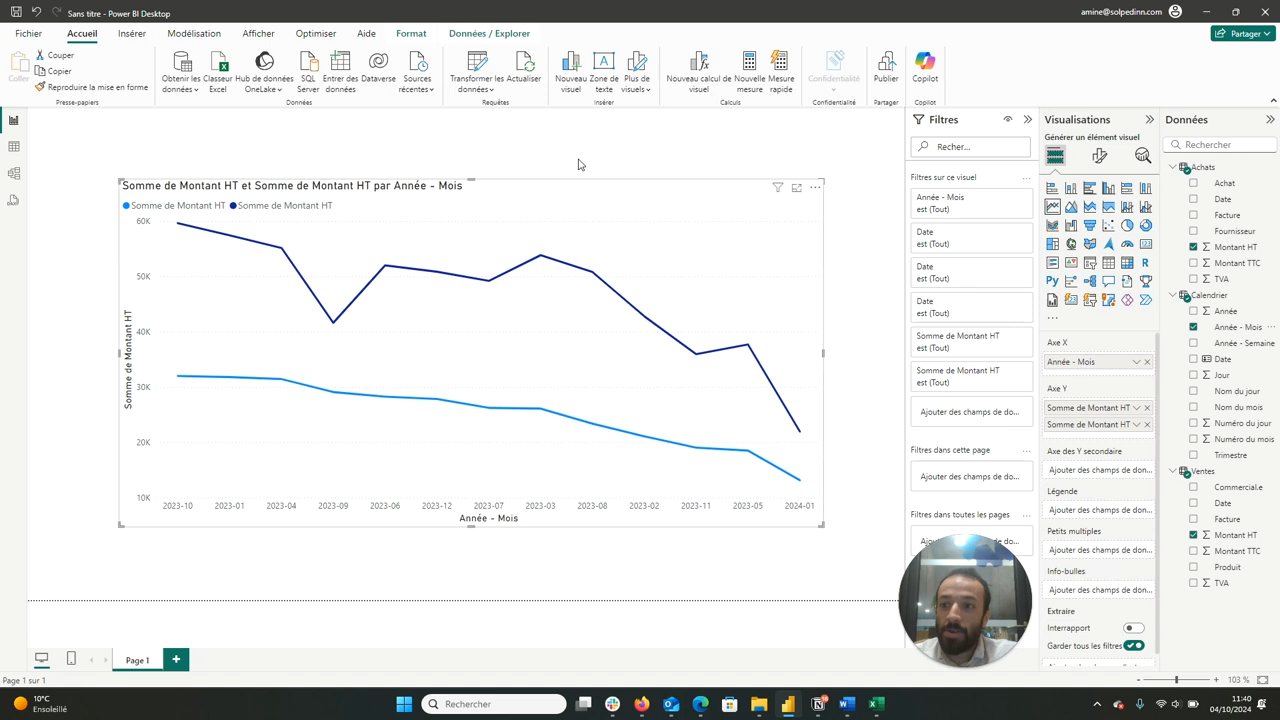 Sans titre - Power BI Desktop
amine@solpedinn.com
Fichier
Accueil
Insérer
Modélisation
Afficher
Optimiser
Aide
Format
Données / Explorer
Partager
Coller
Couper
Copier
Reproduire la mise en forme
Presse-papiers
Obtenir les données
Classeur Excel
Hub de données OneLake
SQL Server
Entrer des données
Dataverse
Sources récentes
Données
Transformer les données
Actualiser
Requêtes
Nouveau visuel
Zone de texte
Plus de visuels
Insérer
Nouveau calcul de visuel
Nouvelle mesure
Mesure rapide
Calculs
Confidentialité
Confidentialité
Publier
Partager
Copilot
Copilot
Somme de Montant HT et Somme de Montant HT par Année - Mois
Somme de Montant HT
Somme de Montant HT
60K
50K
40K
30K
20K
10K
Somme de Montant HT
2023-10 2023-01 2023-04 2023-09 2023-06 2023-12 2023-07 2023-03 2023-08 2023-02 2023-11 2023-05 2024-01
Année - Mois
Filtres
Recher...
Filtres sur ce visuel ...
Année - Mois
est (Tout)
Date
est (Tout)
Date
est (Tout)
Date
est (Tout)
Somme de Montant HT
est (Tout)
Somme de Montant HT
est (Tout)
Ajouter des champs de do...
Filtres dans cette page ...
Ajouter des champs de do...
Filtres dans toutes les pages ...
Visualisations
Générer un élément visuel
R
Py
...
Axe X
Année - Mois
Axe Y
Somme de Montant HT
Somme de Montant HT
Axe des Y secondaire
Ajouter des champs de don...
Légende
Ajouter des champs de don...
Petits multiples
Ajouter des champs de don...
Info-bulles
Ajouter des champs de don...
Extraire
Interrapport
Garder tous les filtres
Données
Rechercher
Achats
Achat
Date
Facture
Fournisseur
Montant HT
Montant TTC
TVA
Calendrier
Année
Année - Mois ...
Année - Semaine
Date
Jour
Nom du jour
Nom du mois
Numéro du jour
Numéro du mois
Trimestre
Ventes
Commercial.e
Date
Facture
Montant HT
Montant TTC
Produit
TVA
Page 1
Page 1 sur 1
103 %
10°C
Ensoleillé
Rechercher
11:40
04/10/2024